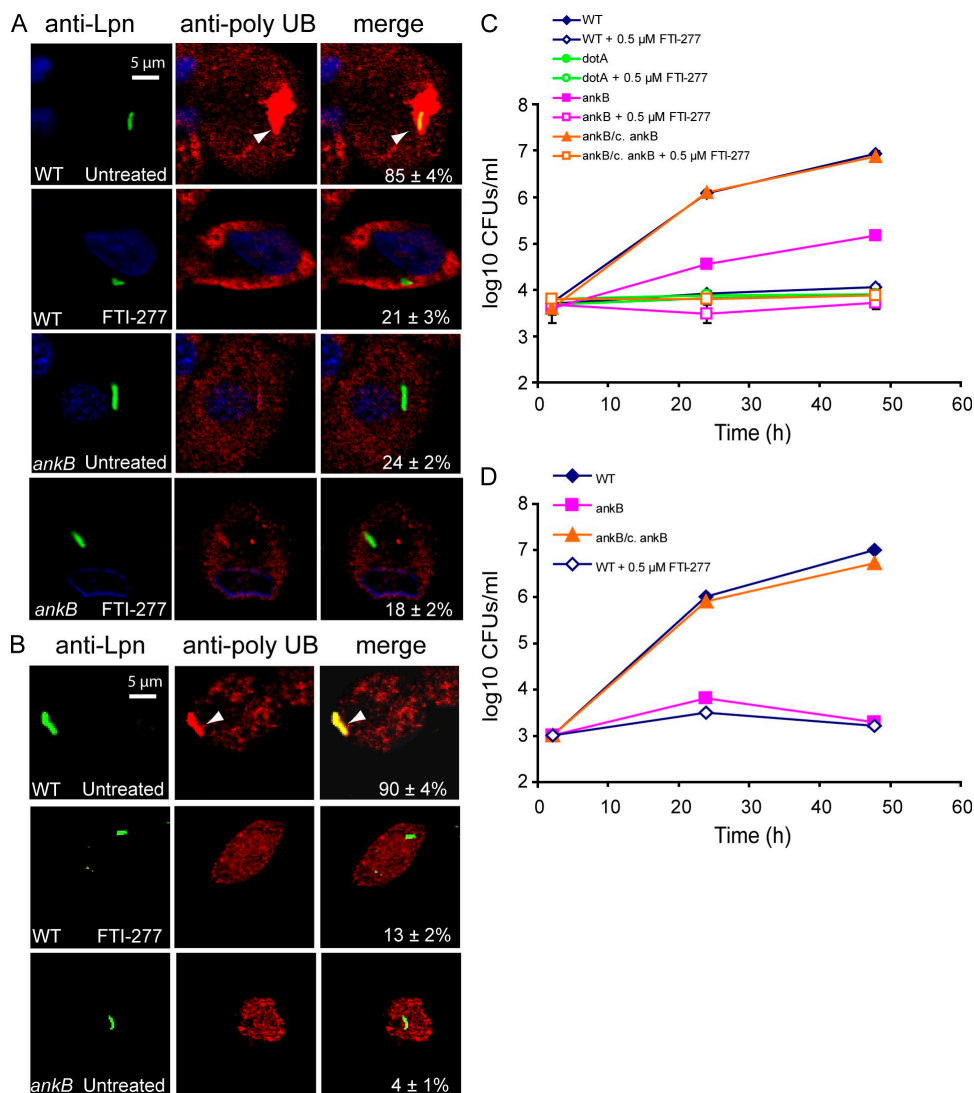 A
anti-Lpn anti-poly UB merge
5 µm
WT Untreated
85 ± 4%
WT FTI-277
21 ± 3%
ankB Untreated
24 ± 2%
ankB FTI-277
18 ± 2%
B
anti-Lpn anti-poly UB merge
5 µm
WT Untreated
90 ± 4%
WT FTI-277
13 ± 2%
ankB Untreated
4 ± 1%
C
WT
WT + 0.5 µM FTI-277
dotA
dotA + 0.5 µM FTI-277
ankB
ankB + 0.5 µM FTI-277
ankB/c. ankB
ankB/c. ankB + 0.5 µM FTI-277
log10 CFUs/ml
8
7
6
5
4
3
2
0 10 20 30 40 50 60
Time (h)
D
WT
ankB
ankB/c. ankB
WT + 0.5 µM FTI-277
log10 CFUs/ml
8
7
6
5
4
3
2
0 10 20 30 40 50 60
Time (h)